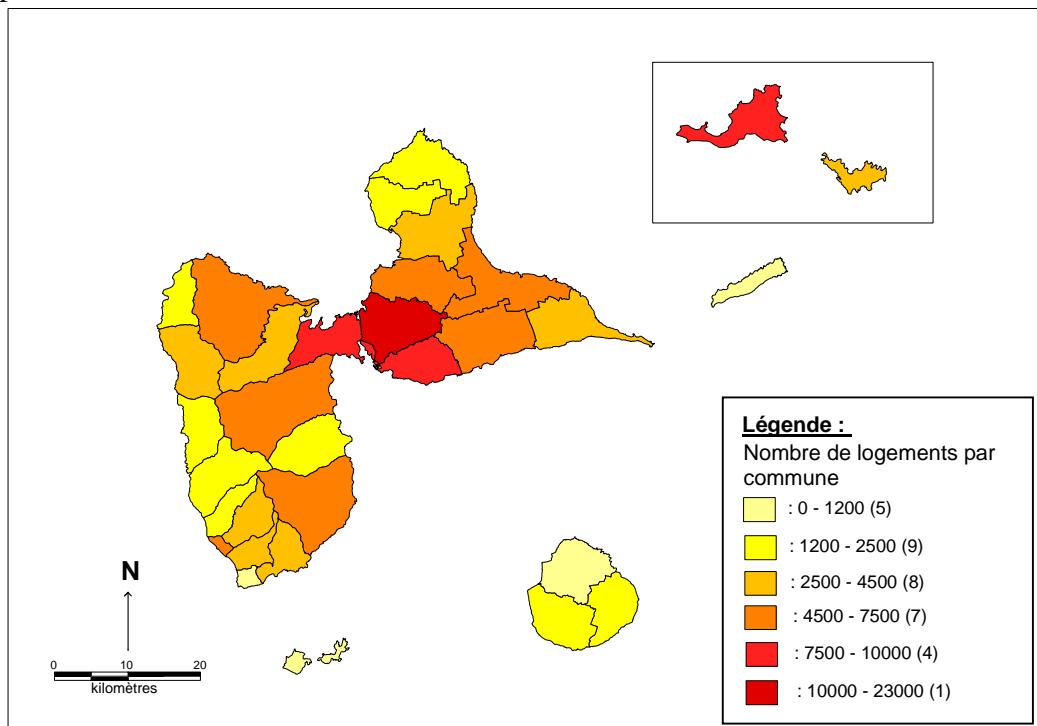 Légende :
Nombre de logements par
commune
: 0 - 1200 (5)
: 1200 - 2500 (9)
: 2500 - 4500 (8)
: 4500 - 7500 (7)
: 7500 - 10000 (4)
: 10000 - 23000 (1)
N
0 10 20
kilomètres